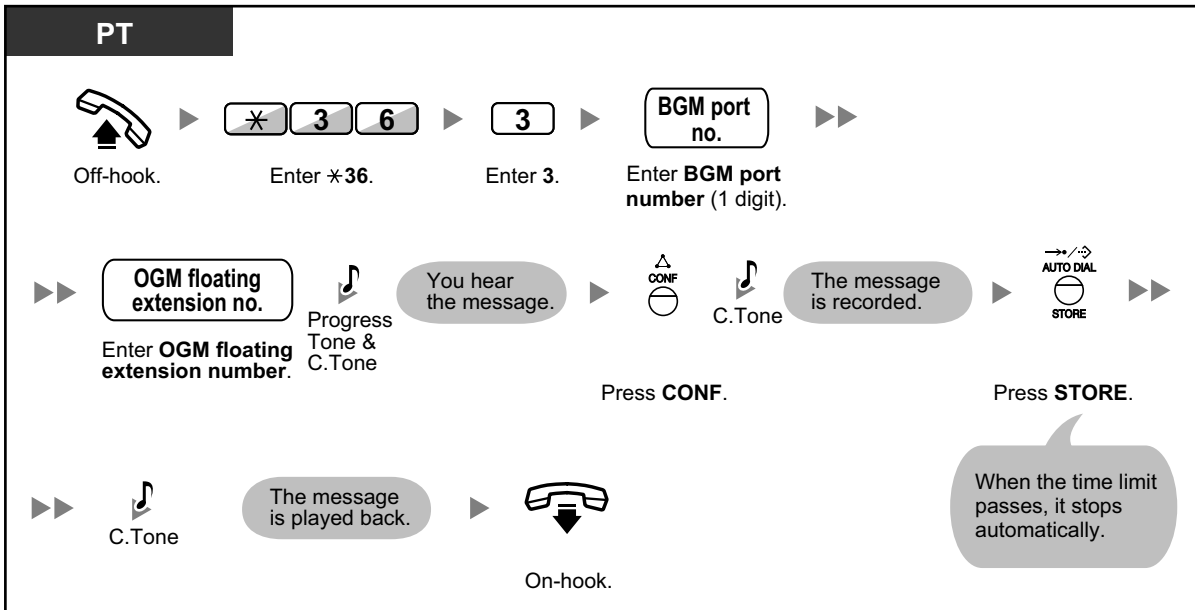 PT
✳ 3 6
3
BGM port
no.
Off-hook.
Enter ✳36.
Enter 3.
Enter BGM port
number (1 digit).
OGM floating
extension no.
Enter OGM floating
extension number.
Progress
Tone &
C.Tone
You hear
the message.
CONF
Press CONF.
C.Tone
The message
is recorded.
AUTO DIAL
STORE
Press STORE.
When the time limit
passes, it stops
automatically.
C.Tone
The message
is played back.
On-hook.